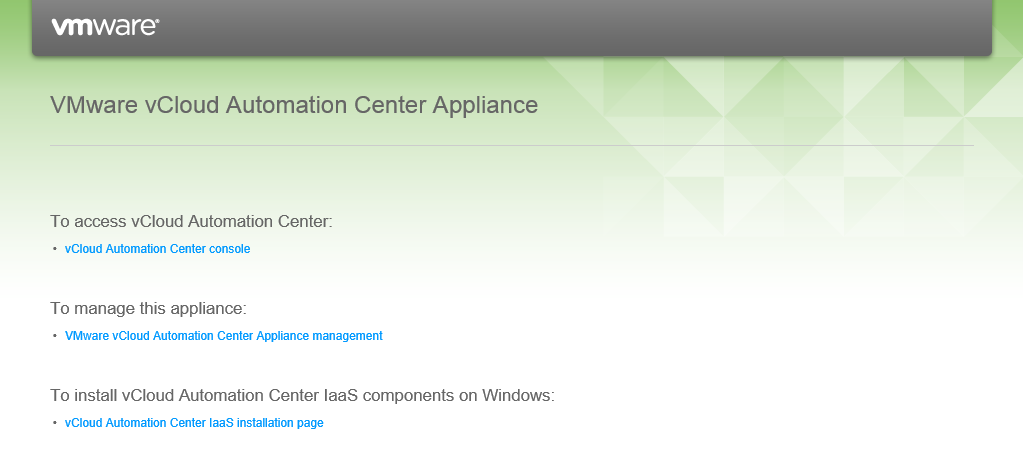 vmware®
VMware vCloud Automation Center Appliance
To access vCloud Automation Center:
• vCloud Automation Center console
To manage this appliance:
• VMware vCloud Automation Center Appliance management
To install vCloud Automation Center IaaS components on Windows:
• vCloud Automation Center IaaS installation page